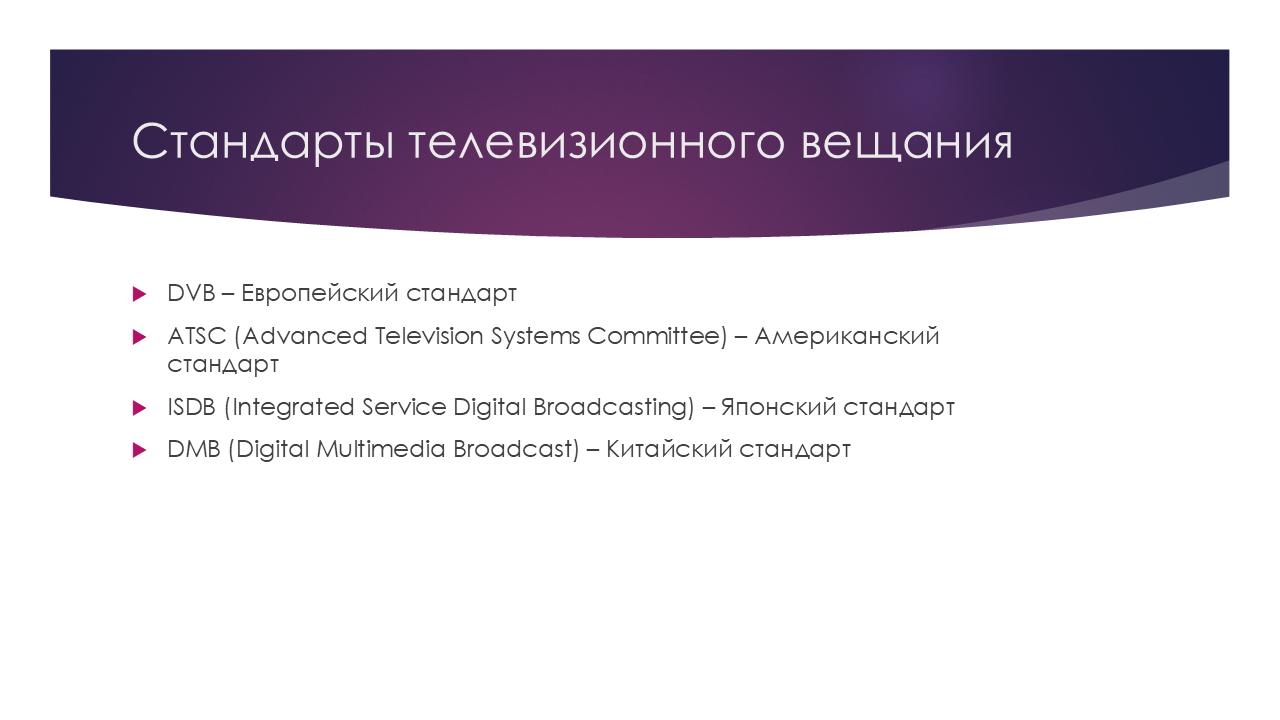 Стандарты телевизионного вещания
DVB – Европейский стандарт
ATSC (Advanced Television Systems Committee) – Американский
стандарт
ISDB (Integrated Service Digital Broadcasting) – Японский стандарт
DMB (Digital Multimedia Broadcast) – Китайский стандарт